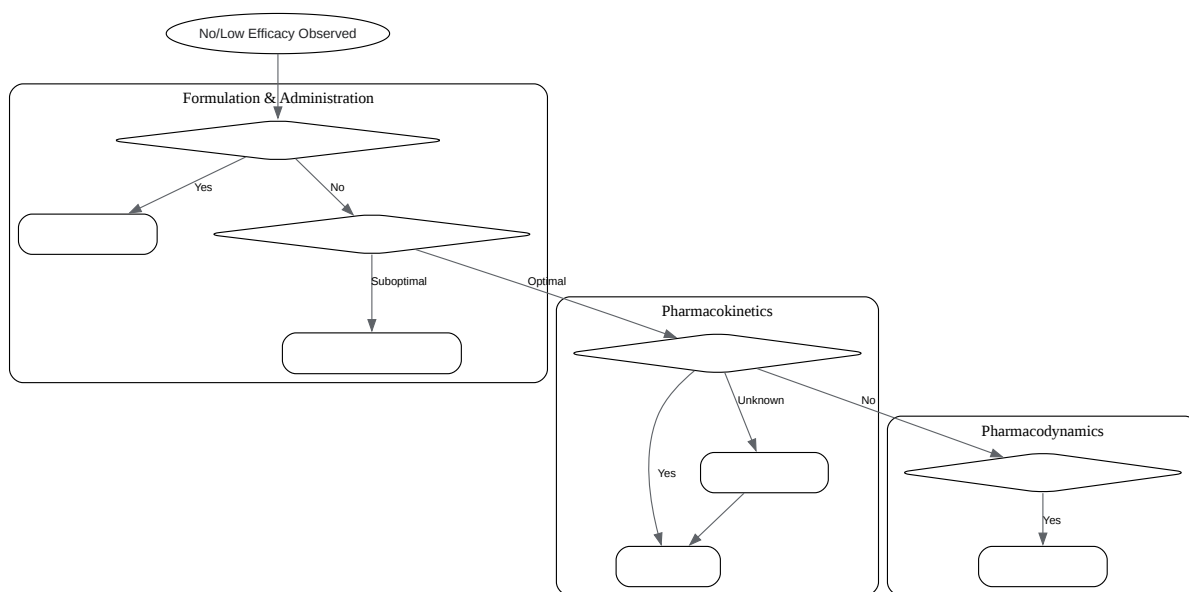 No/Low Efficacy Observed
Formulation & Administration
Yes
No
Suboptimal
Optimal
Pharmacokinetics
Unknown
No
Yes
Pharmacodynamics
Yes